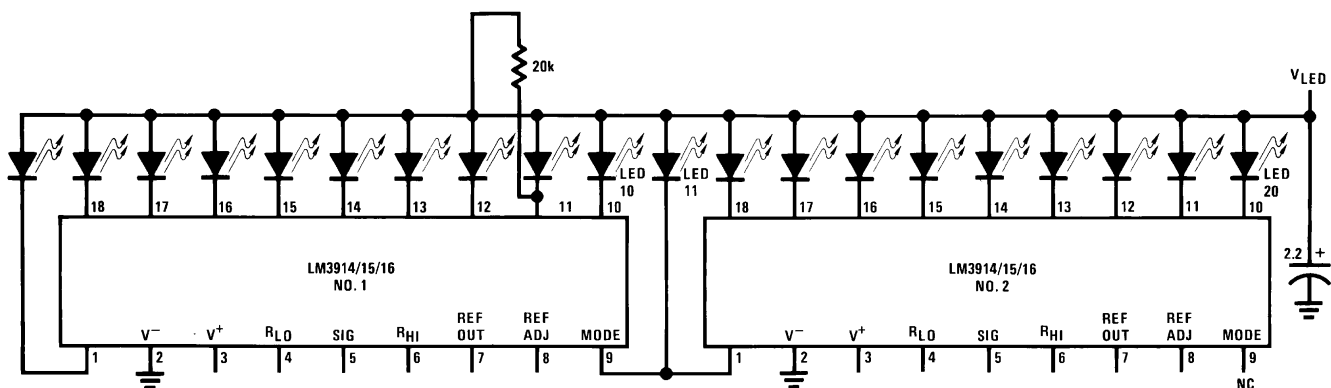 20k
V LED
LED 10
LED 11
LED 20
18 17 16 15 14 13 12 11 10
18 17 16 15 14 13 12 11 10
2.2 +
LM3914/15/16
NO. 1
LM3914/15/16
NO. 2
V− V+ RLO SIG RHI REF OUT REF ADJ MODE
V− V+ RLO SIG RHI REF OUT REF ADJ MODE
1 2 3 4 5 6 7 8 9
1 2 3 4 5 6 7 8 9
NC